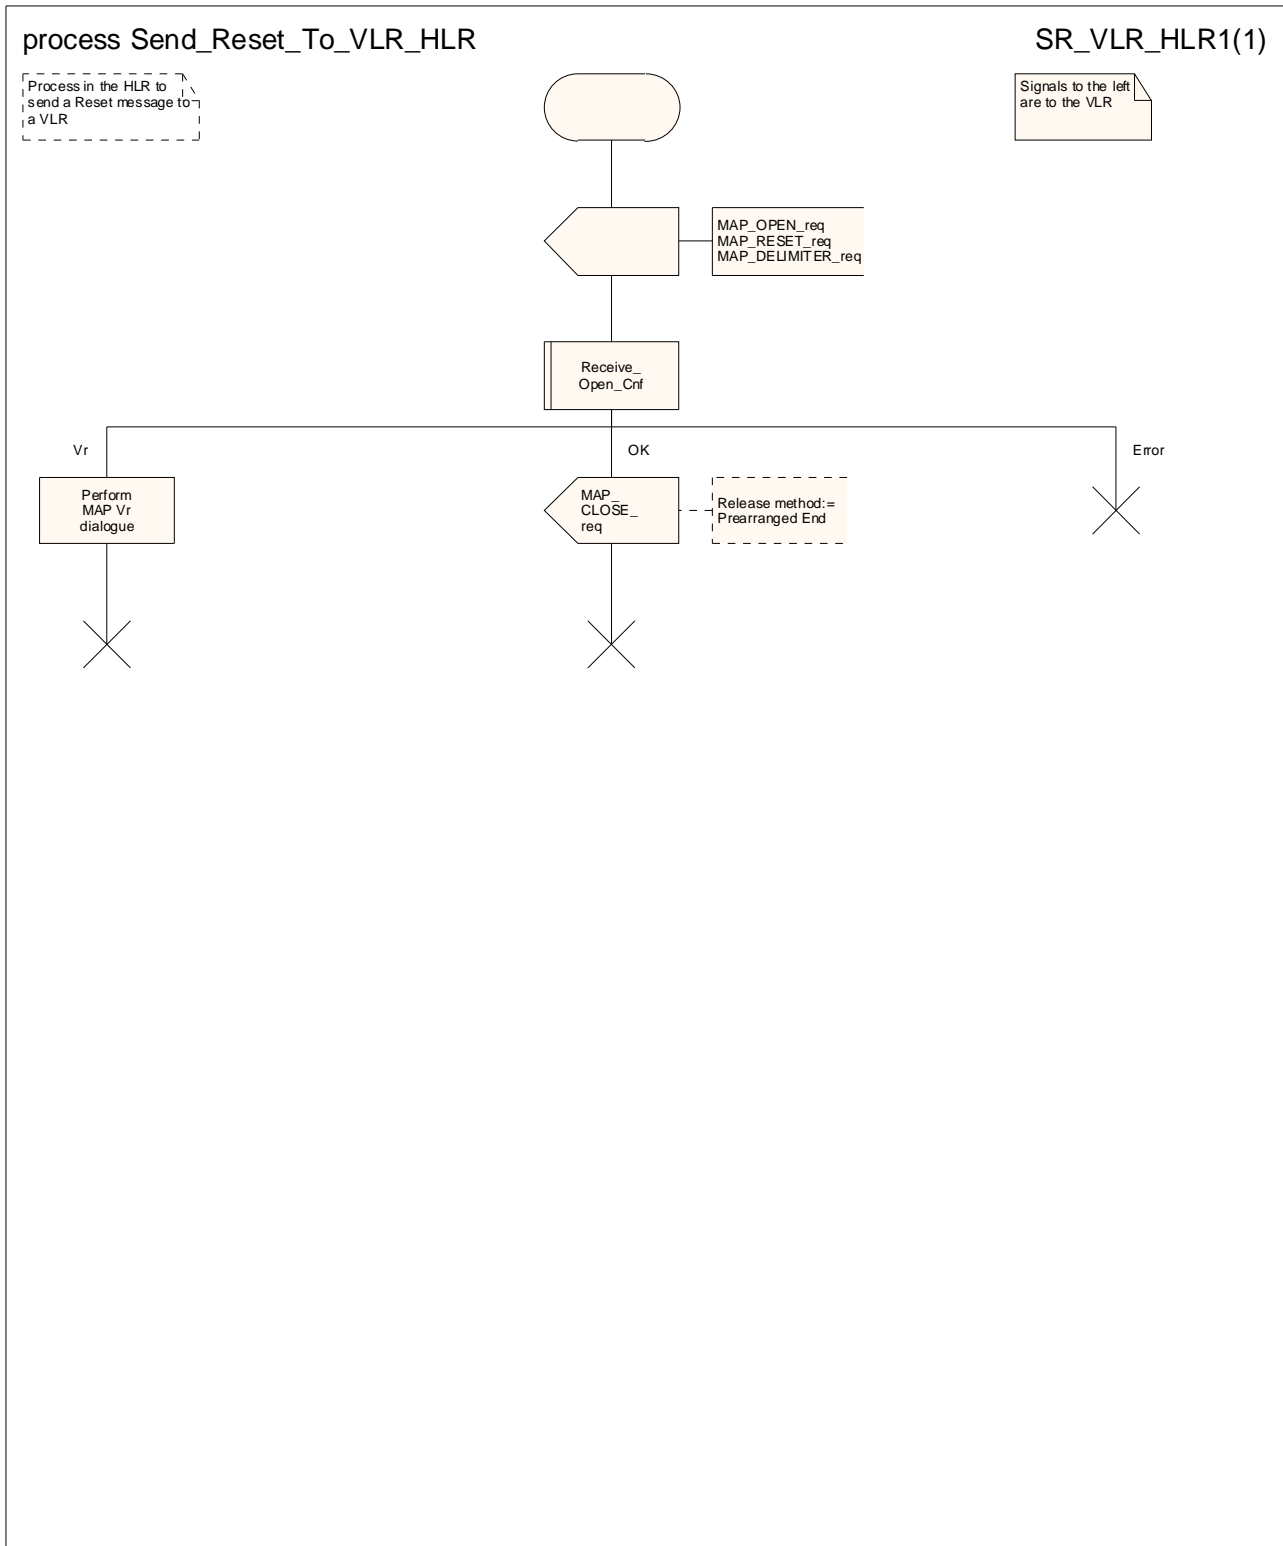 process Send_Reset_To_VLR_HLR
SR_VLR_HLR1(1)
Process in the HLR to
send a Reset message to
a VLR
Signals to the left
are to the VLR
MAP_OPEN_req
MAP_RESET_req
MAP_DELIMITER_req
Receive_
Open_Cnf
Vr
OK
Error
Perform
MAP Vr
dialogue
MAP_
CLOSE_
req
Release method:=
Prearranged End